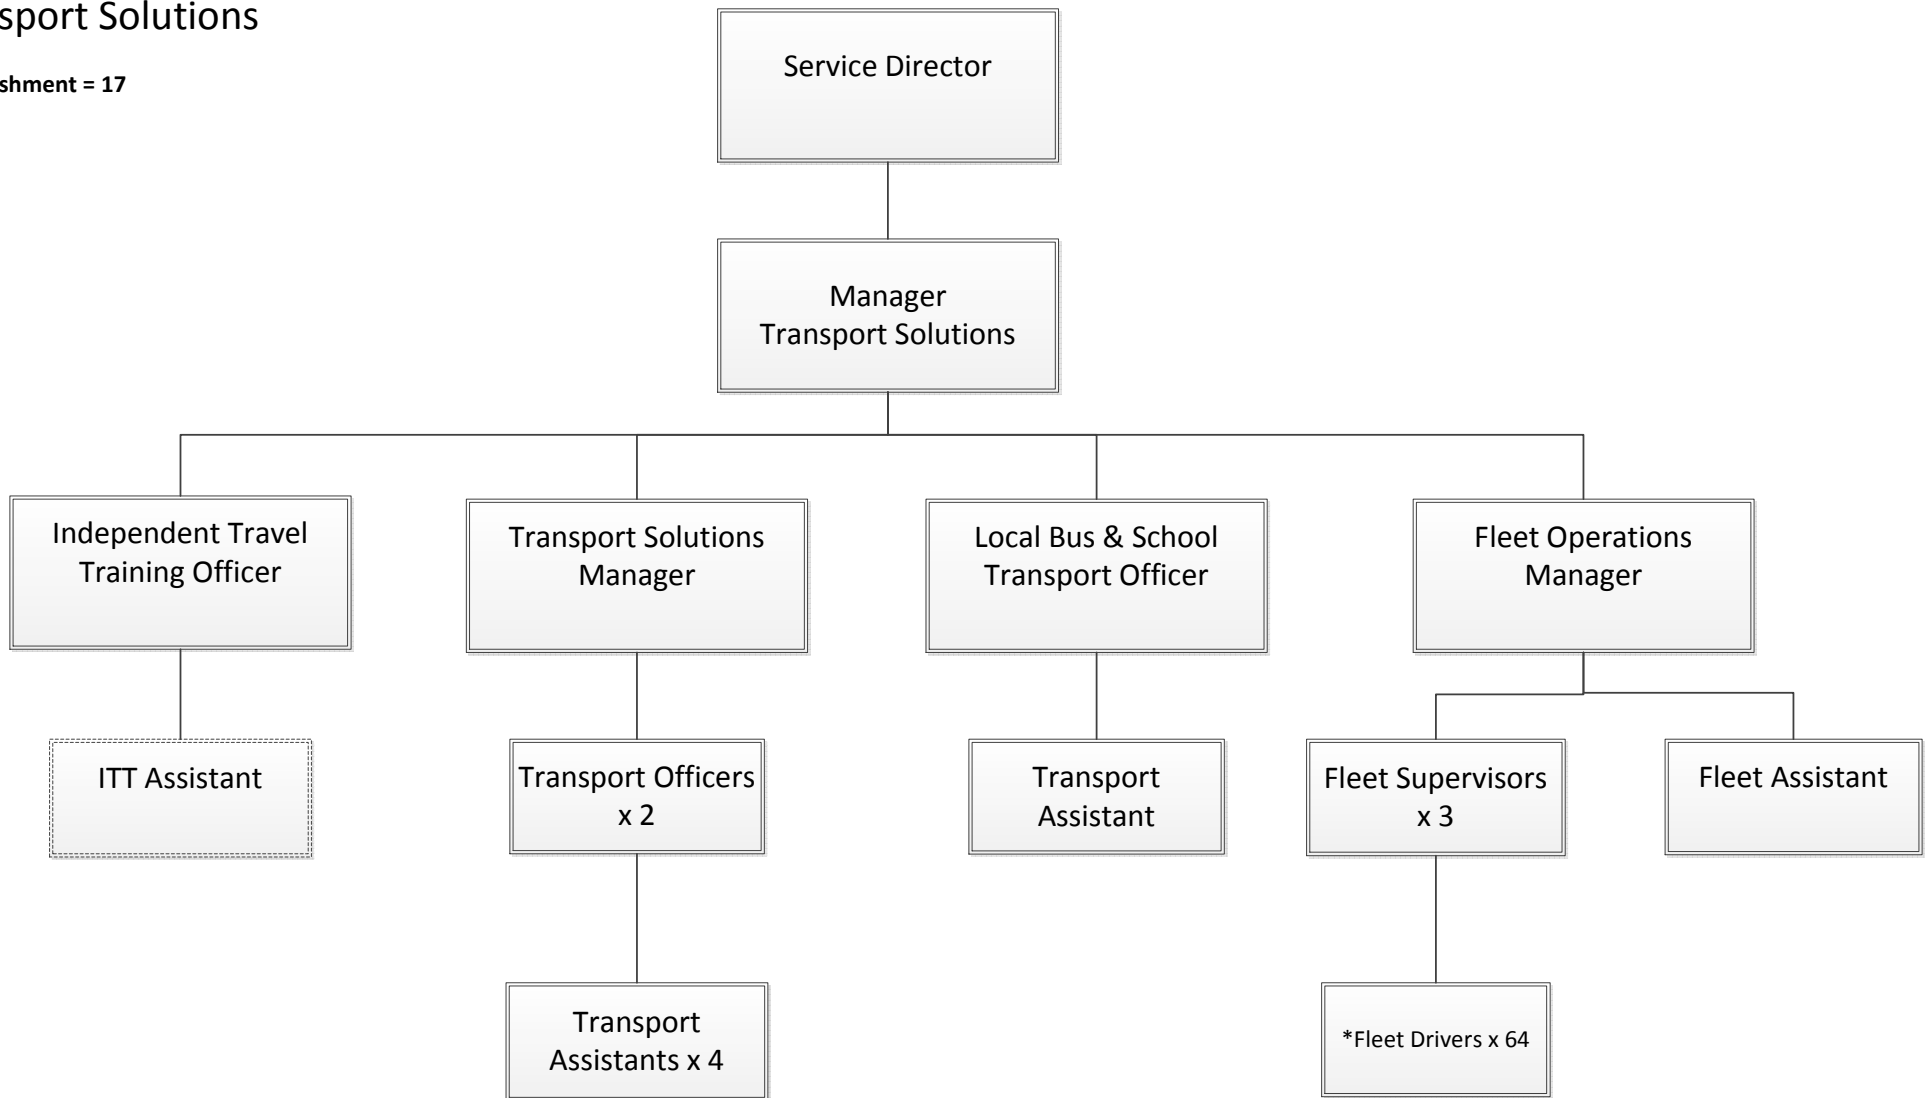 sport Solutions
shment = 17
Service Director
Manager
Transport Solutions
Independent Travel
Training Officer
Transport Solutions
Manager
Local Bus & School
Transport Officer
Fleet Operations
Manager
ITT Assistant
Transport Officers
x 2
Transport
Assistant
Fleet Supervisors
x 3
Fleet Assistant
Transport
Assistants x 4
*Fleet Drivers x 64